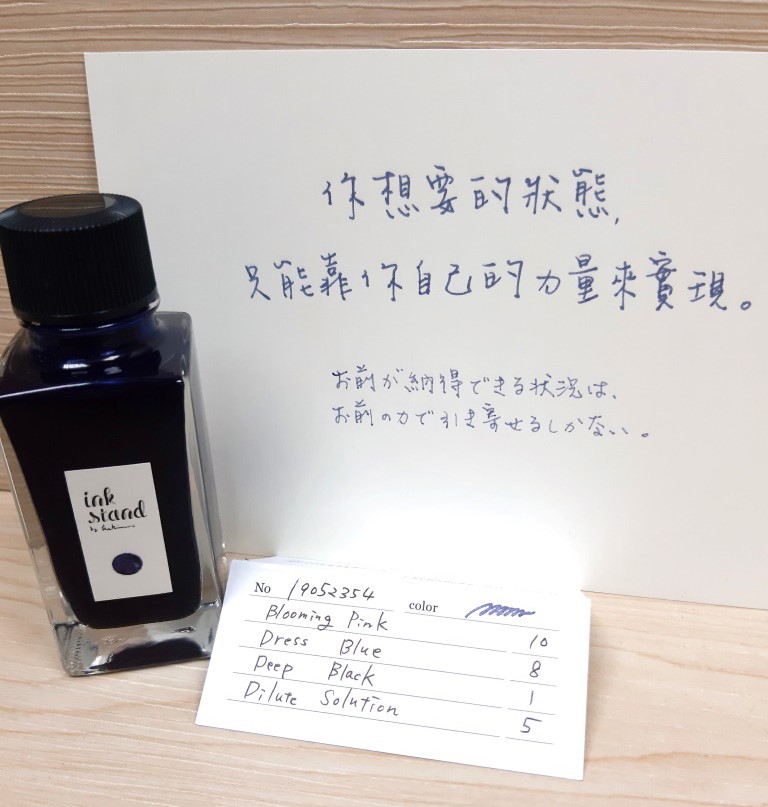 你想要的狀態,
只能靠你自己的力量來實現。
お前が納得できる状況は、
お前の力で引き寄せるしかない。
ink
stand
by
No 19052354 color
Blooming Pink 10
Dress Blue 8
Deep Black 1
Dilute Solution 5